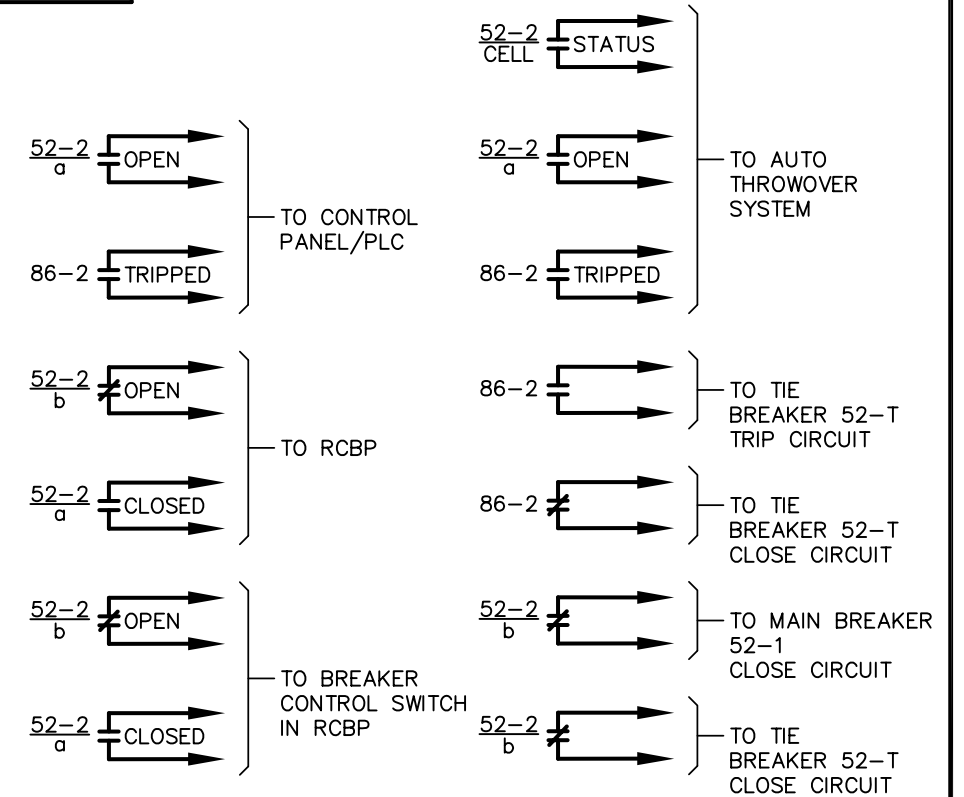 52-2
a
OPEN
86-2
TRIPPED
TO CONTROL
PANEL/PLC
52-2
b
OPEN
52-2
a
CLOSED
TO RCBP
52-2
b
OPEN
52-2
a
CLOSED
TO BREAKER
CONTROL SWITCH
IN RCBP
52-2
CELL
STATUS
52-2
a
OPEN
86-2
TRIPPED
TO AUTO
THROWOVER
SYSTEM
86-2
TO TIE
BREAKER 52-T
TRIP CIRCUIT
86-2
TO TIE
BREAKER 52-T
CLOSE CIRCUIT
52-2
b
TO MAIN BREAKER
52-1
CLOSE CIRCUIT
52-2
b
TO TIE
BREAKER 52-T
CLOSE CIRCUIT